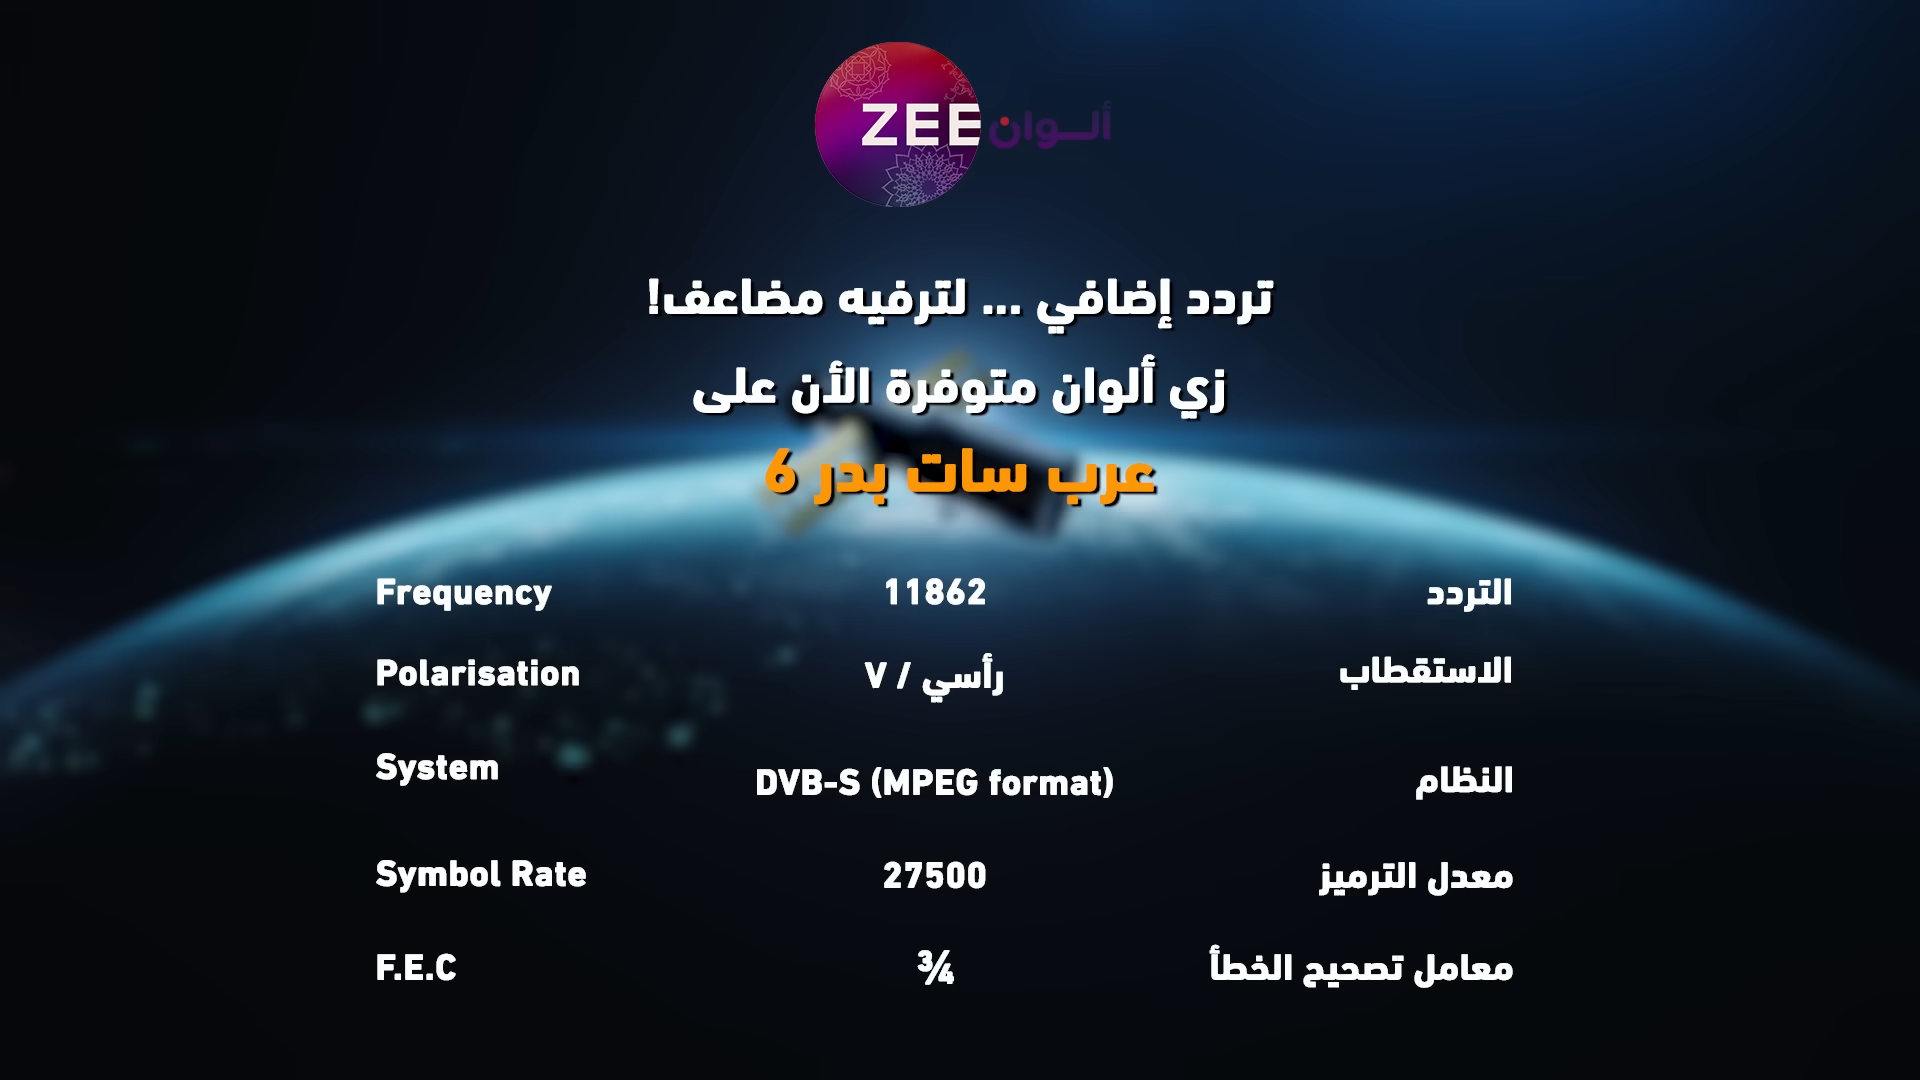 ZEE ألـوان
تردد إضافي ... لترفيه مضاعف!
زي ألوان متوفرة الأن على
عرب سات بدر 6
Frequency 11862 التردد
Polarisation رأسي / V الاستقطاب
System DVB-S (MPEG format) النظام
Symbol Rate 27500 معدل الترميز
F.E.C ¾ معامل تصحيح الخطأ